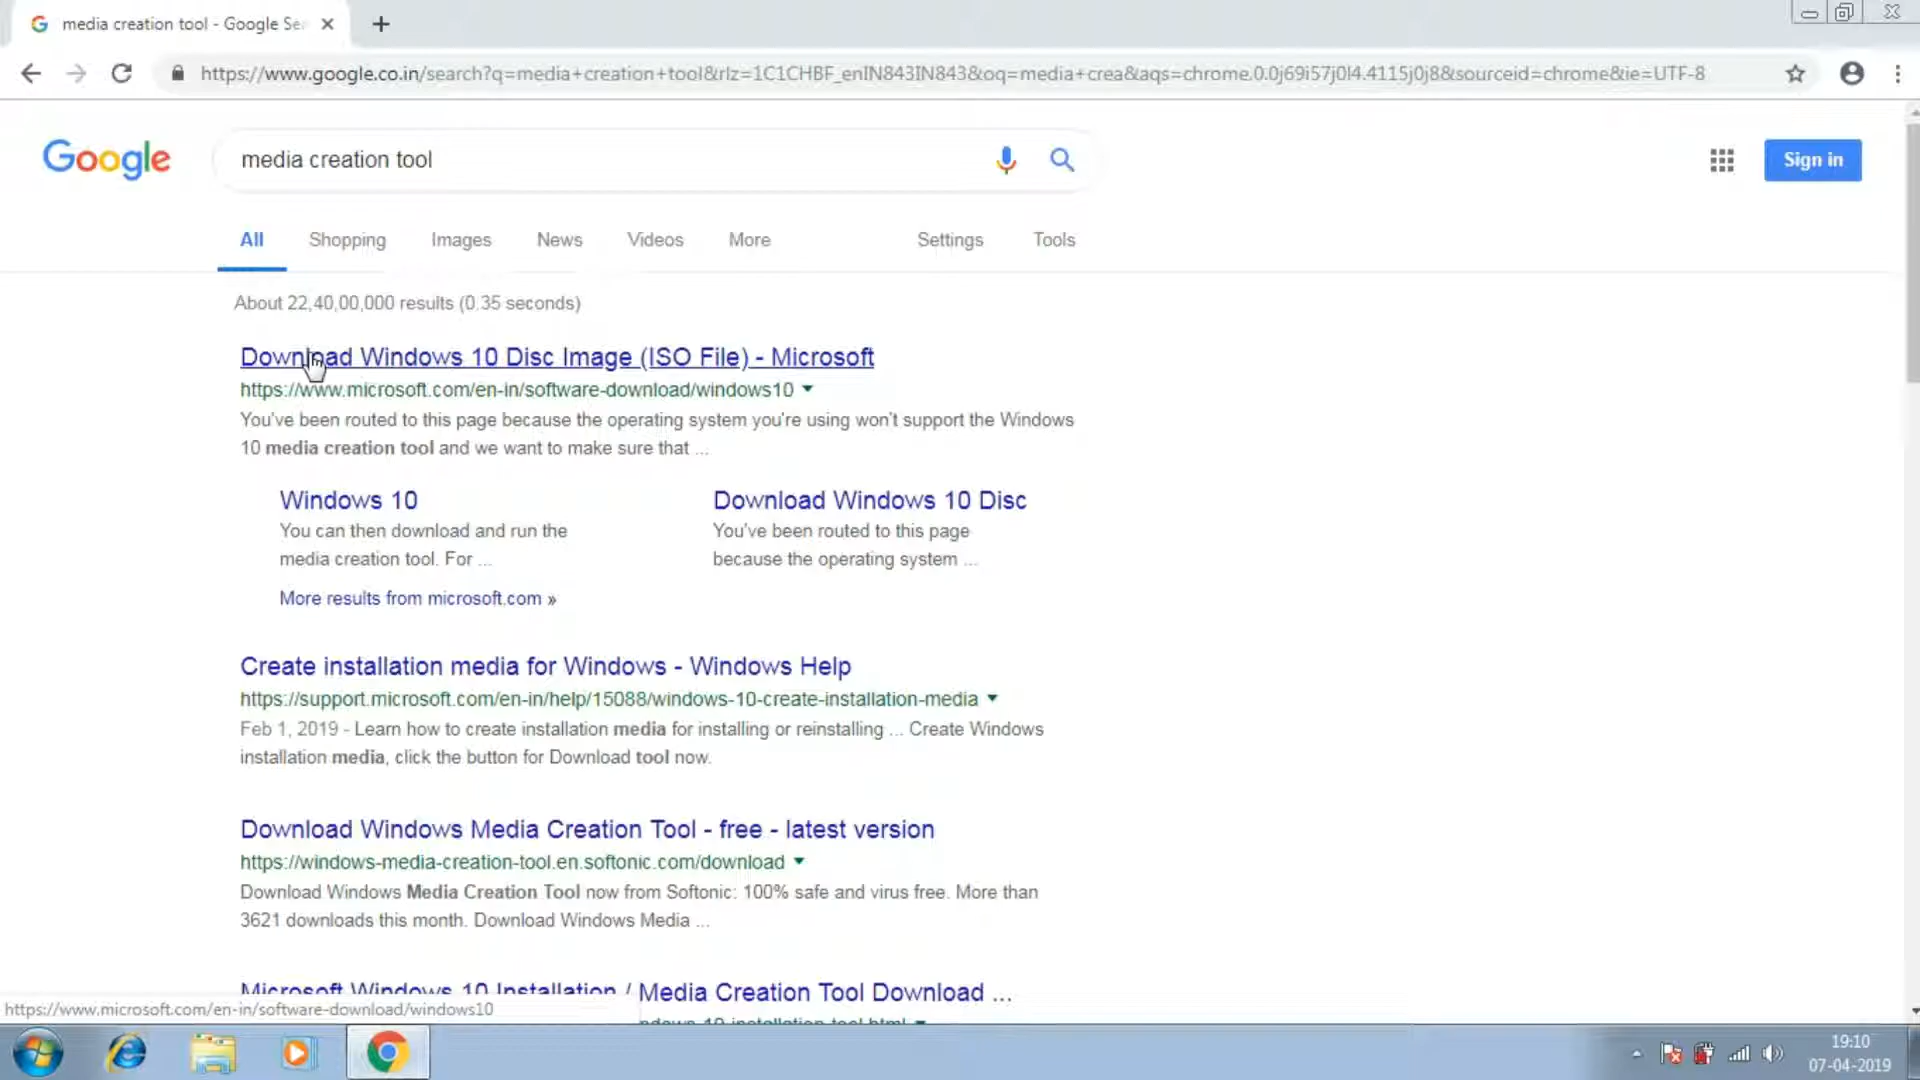 media creation tool - Google Sea
https://www.google.co.in/search?q=media+creation+tool&rlz=1C1CHBF_enIN843IN843&oq=media+crea&aqs=chrome.0.0j69i57j0l4.4115j0j8&sourceid=chrome&ie=UTF-8
Google
media creation tool
Sign in
All Shopping Images News Videos More Settings Tools
About 22,40,00,000 results (0.35 seconds)
Download Windows 10 Disc Image (ISO File) - Microsoft
https://www.microsoft.com/en-in/software-download/windows10
You've been routed to this page because the operating system you're using won't support the Windows
10 media creation tool and we want to make sure that ...
Windows 10 Download Windows 10 Disc
You can then download and run the You've been routed to this page
media creation tool. For ... because the operating system ...
More results from microsoft.com »
Create installation media for Windows - Windows Help
https://support.microsoft.com/en-in/help/15088/windows-10-create-installation-media
Feb 1, 2019 - Learn how to create installation media for installing or reinstalling ... Create Windows
installation media, click the button for Download tool now.
Download Windows Media Creation Tool - free - latest version
https://windows-media-creation-tool.en.softonic.com/download
Download Windows Media Creation Tool now from Softonic: 100% safe and virus free. More than
3621 downloads this month. Download Windows Media ...
Microsoft Windows 10 Installation / Media Creation Tool Download ...
https://www.microsoft.com/en-in/software-download/windows10
19:10
07-04-2019